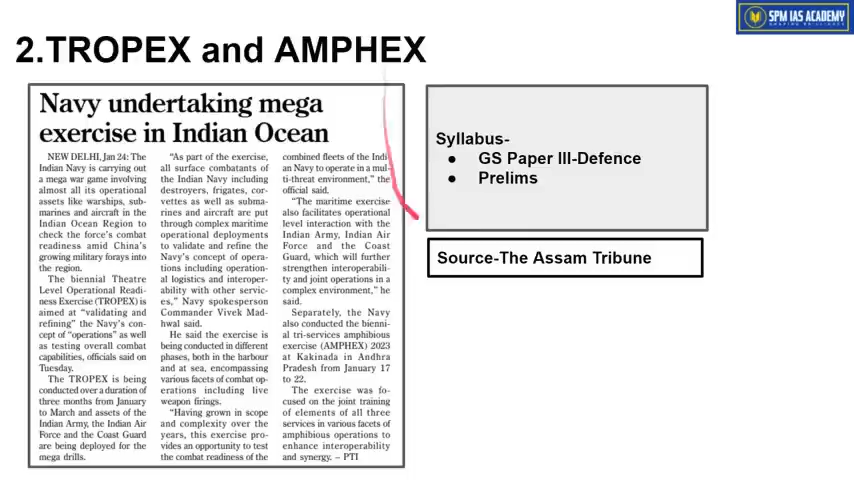 SPM IAS ACADEMY
2.TROPEX and AMPHEX
Navy undertaking mega
exercise in Indian Ocean
NEW DELHI, Jan 24: The
Indian Navy is carrying out
a mega war game involving
almost all its operational
assets like warships, sub-
marines and aircraft in the
Indian Ocean Region to
check the force's combat
readiness amid China's
growing military forays into
the region.
The biennial Theatre
Level Operational Readi-
ness Exercise (TROPEX) is
aimed at "validating and
refining" the Navy's con-
cept of "operations" as well
as testing overall combat
capabilities, officials said on
Tuesday.
The TROPEX is being
conducted over a duration of
three months from January
to March and assets of the
Indian Army, the Indian Air
Force and the Coast Guard
are being deployed for the
mega drills.
"As part of the exercise,
all surface combatants of
the Indian Navy including
destroyers, frigates, cor-
vettes as well as subma-
rines and aircraft are put
through complex maritime
operational deployments
to validate and refine the
Navy's concept of opera-
tions including operation-
al logistics and interoper-
ability with other servic-
es," Navy spokesperson
Commander Vivek Mad-
hwal said.
He said the exercise is
being conducted in different
phases, both in the harbour
and at sea, encompassing
various facets of combat op-
erations including live
weapon firings.
"Having grown in scope
and complexity over the
years, this exercise pro-
vides an opportunity to test
the combat readiness of the
combined fleets of the Indi-
an Navy to operate in a mul-
ti-threat environment," the
official said.
"The maritime exercise
also facilitates operational
level interaction with the
Indian Army, Indian Air
Force and the Coast
Guard, which will further
strengthen interoperabili-
ty and joint operations in a
complex environment," he
said.
Separately, the Navy
also conducted the bienni-
al tri-services amphibious
exercise (AMPHEX) 2023
at Kakinada in Andhra
Pradesh from January 17
to 22.
The exercise was fo-
cused on the joint training
of elements of all three
services in various facets of
amphibious operations to
enhance interoperability
and synergy. – PTI
Syllabus-
● GS Paper III-Defence
● Prelims
Source-The Assam Tribune